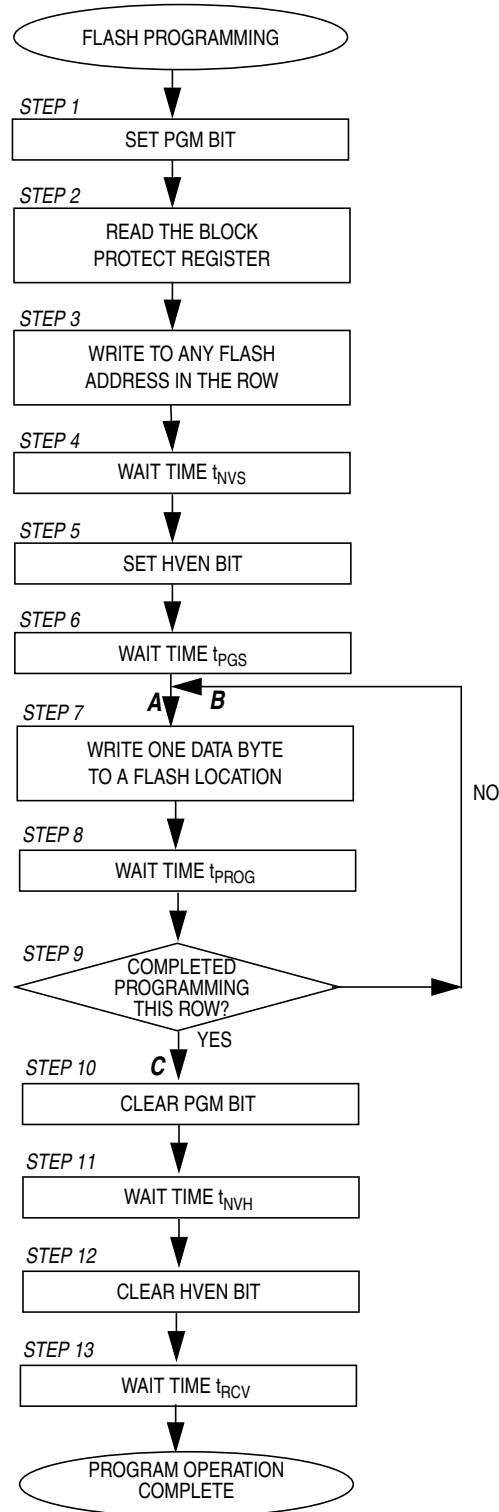 FLASH PROGRAMMING
STEP 1
SET PGM BIT
STEP 2
READ THE BLOCK
PROTECT REGISTER
STEP 3
WRITE TO ANY FLASH
ADDRESS IN THE ROW
STEP 4
WAIT TIME tNVS
STEP 5
SET HVEN BIT
STEP 6
WAIT TIME tPGS
A B
STEP 7
WRITE ONE DATA BYTE
TO A FLASH LOCATION
NO
STEP 8
WAIT TIME tPROG
STEP 9
COMPLETED
PROGRAMMING
THIS ROW?
YES
C
STEP 10
CLEAR PGM BIT
STEP 11
WAIT TIME tNVH
STEP 12
CLEAR HVEN BIT
STEP 13
WAIT TIME tRCV
PROGRAM OPERATION
COMPLETE